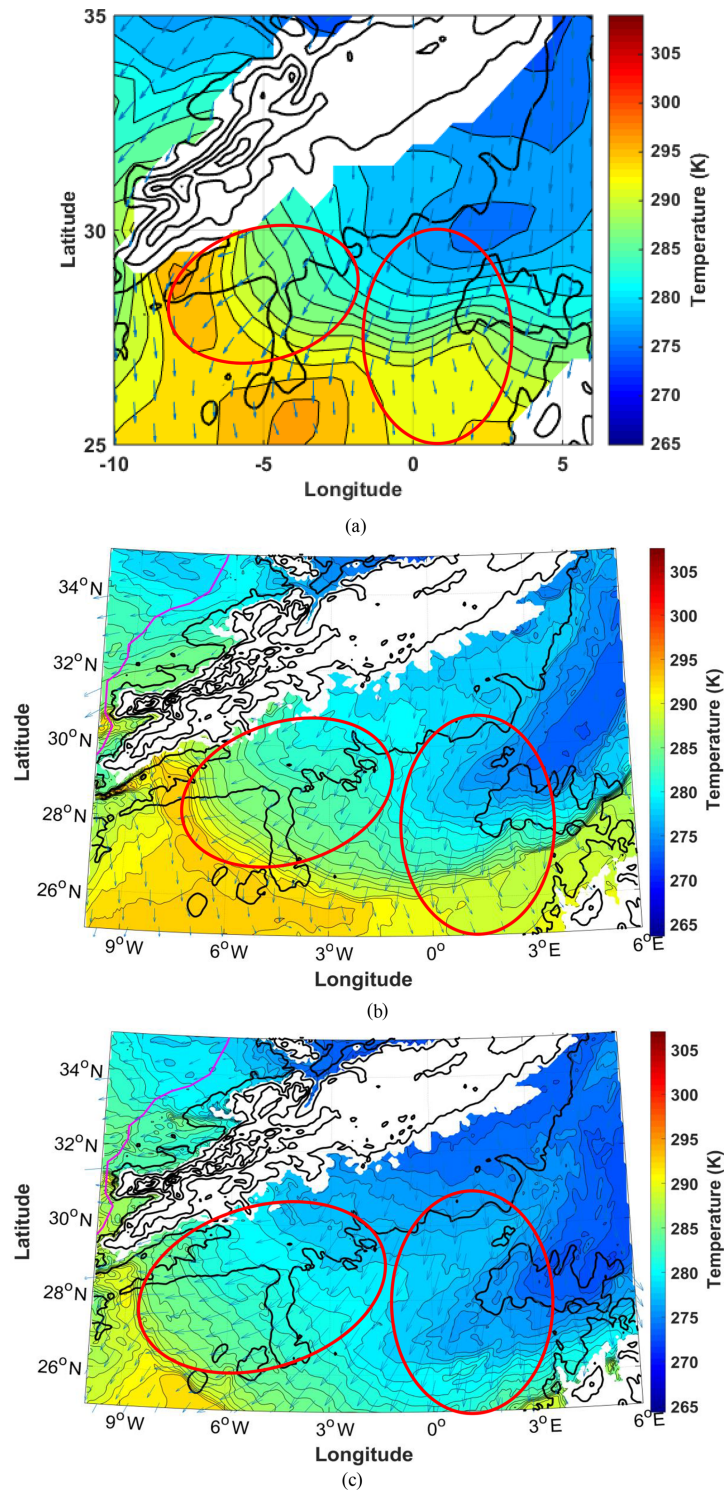 35
30
25
-10
-5
0
5
Latitude
Longitude
305
300
295
290
285
280
275
270
265
Temperature (K)
(a)
34°N
32°N
30°N
28°N
26°N
9°W
6°W
3°W
0°
3°E
6°E
Latitude
Longitude
305
300
295
290
285
280
275
270
265
Temperature (K)
(b)
34°N
32°N
30°N
28°N
26°N
9°W
6°W
3°W
0°
3°E
6°E
Latitude
Longitude
305
300
295
290
285
280
275
270
265
Temperature (K)
(c)